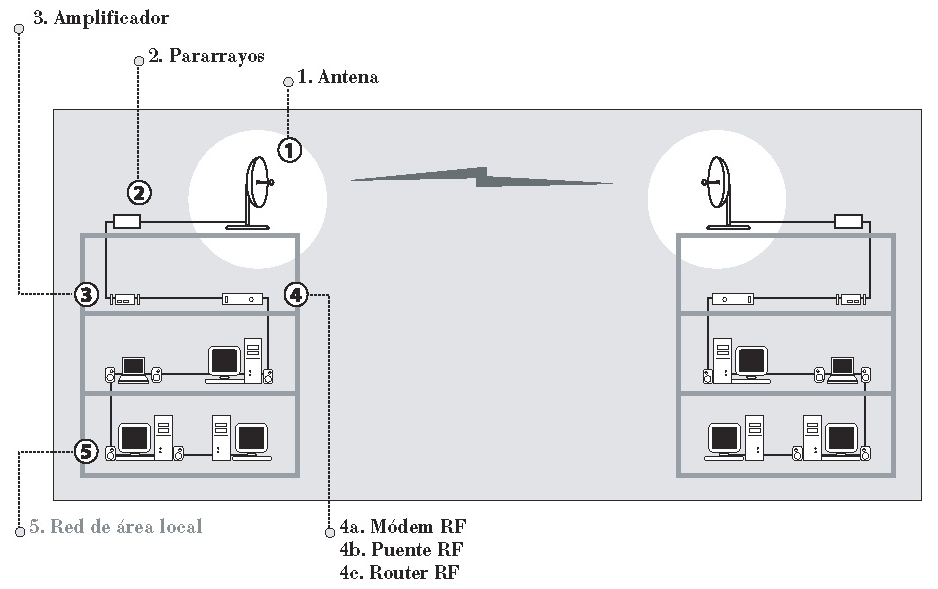 3. Amplificador
2. Pararrayos
1. Antena
1
2
3
4
5
5. Red de área local
4a. Módem RF
4b. Puente RF
4c. Router RF